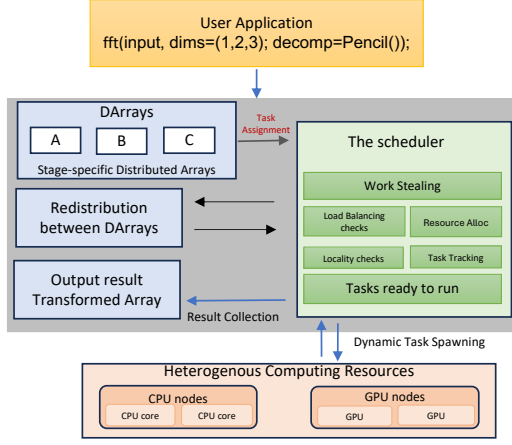 User Application
fft(input, dims=(1,2,3); decomp=Pencil());
DArrays
A
B
C
Stage-specific Distributed Arrays
Task
Assignment
The scheduler
Work Stealing
Load Balancing
checks
Resource Alloc
Locality checks
Task Tracking
Tasks ready to run
Redistribution
between DArrays
Output result
Transformed Array
Result Collection
Dynamic Task Spawning
Heterogenous Computing Resources
CPU nodes
CPU core
CPU core
GPU nodes
GPU
GPU